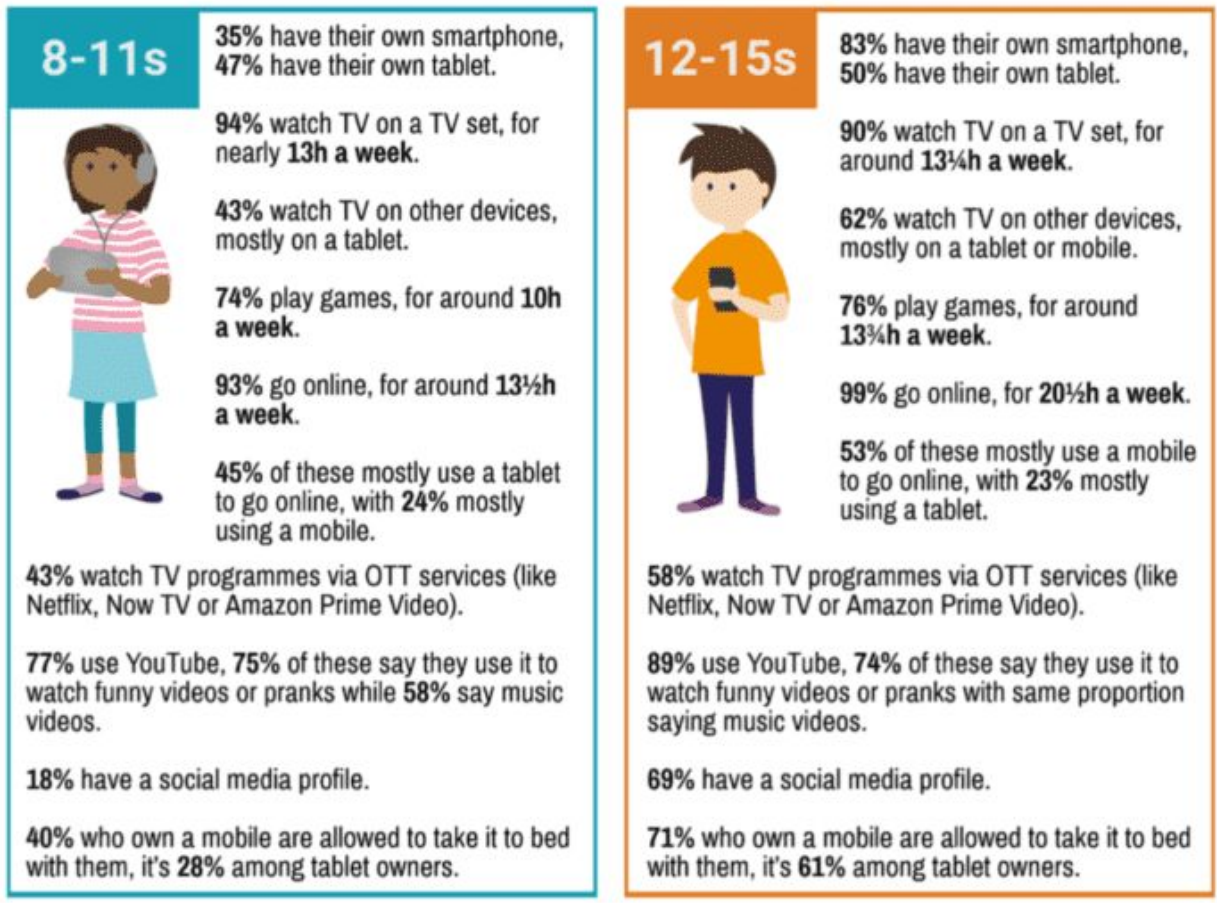 8-11s
35% have their own smartphone,
47% have their own tablet.
94% watch TV on a TV set, for
nearly 13h a week.
43% watch TV on other devices,
mostly on a tablet.
74% play games, for around 10h
a week.
93% go online, for around 13½h
a week.
45% of these mostly use a tablet
to go online, with 24% mostly
using a mobile.
43% watch TV programmes via OTT services (like
Netflix, Now TV or Amazon Prime Video).
77% use YouTube, 75% of these say they use it to
watch funny videos or pranks while 58% say music
videos.
18% have a social media profile.
40% who own a mobile are allowed to take it to bed
with them, it's 28% among tablet owners.
12-15s
83% have their own smartphone,
50% have their own tablet.
90% watch TV on a TV set, for
around 13¼h a week.
62% watch TV on other devices,
mostly on a tablet or mobile.
76% play games, for around
13¾h a week.
99% go online, for 20½h a week.
53% of these mostly use a mobile
to go online, with 23% mostly
using a tablet.
58% watch TV programmes via OTT services (like
Netflix, Now TV or Amazon Prime Video).
89% use YouTube, 74% of these say they use it to
watch funny videos or pranks with same proportion
saying music videos.
69% have a social media profile.
71% who own a mobile are allowed to take it to bed
with them, it's 61% among tablet owners.